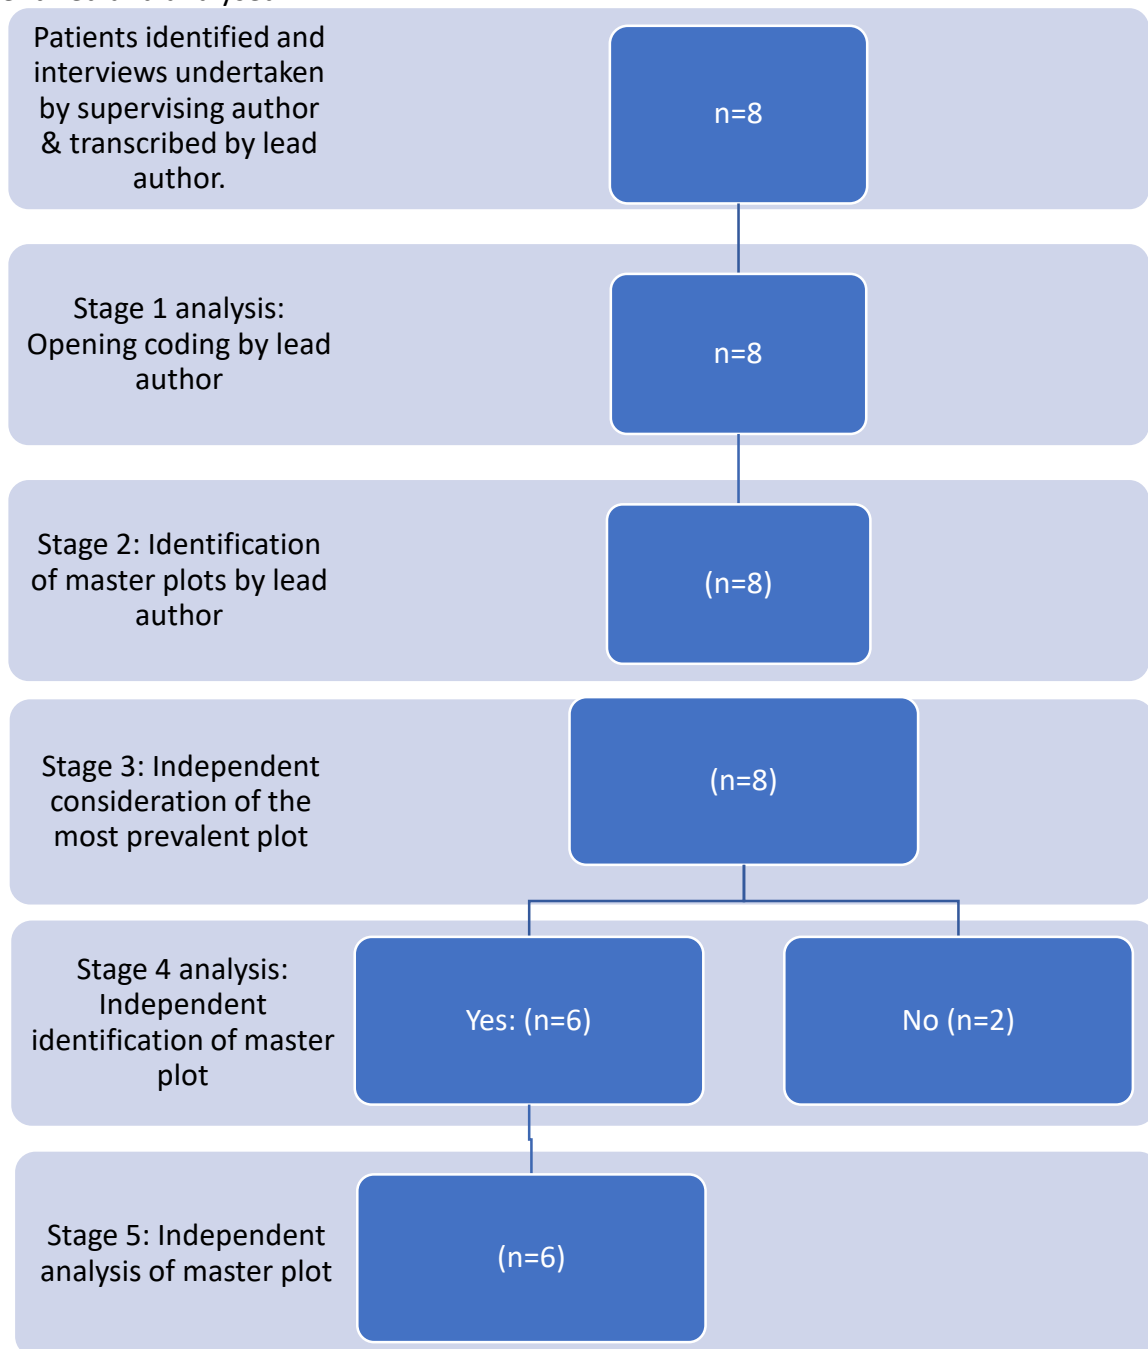 Patients identified and
interviews undertaken
by supervising author
& transcribed by lead
author.
n=8
Stage 1 analysis:
Opening coding by lead
author
n=8
Stage 2: Identification
of master plots by lead
author
(n=8)
Stage 3: Independent
consideration of the
most prevalent plot
(n=8)
Stage 4 analysis:
Independent
identification of master
plot
Yes: (n=6)
No (n=2)
Stage 5: Independent
analysis of master plot
(n=6)